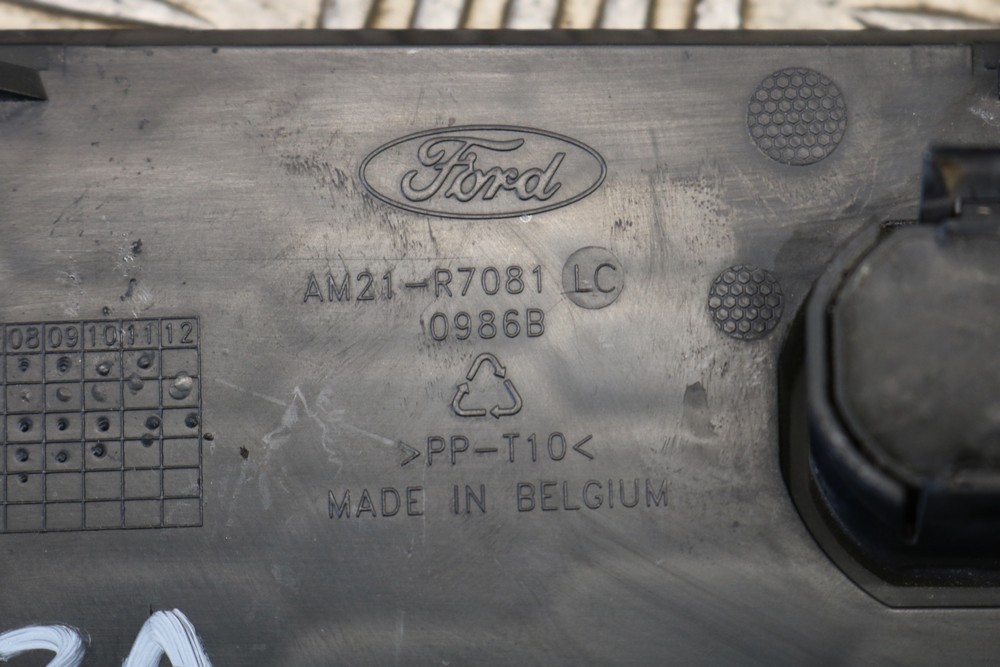 Ford
AM21-R7081 LC
0986B
08 09 10 11 12
>PP-T10<
MADE IN BELGIUM